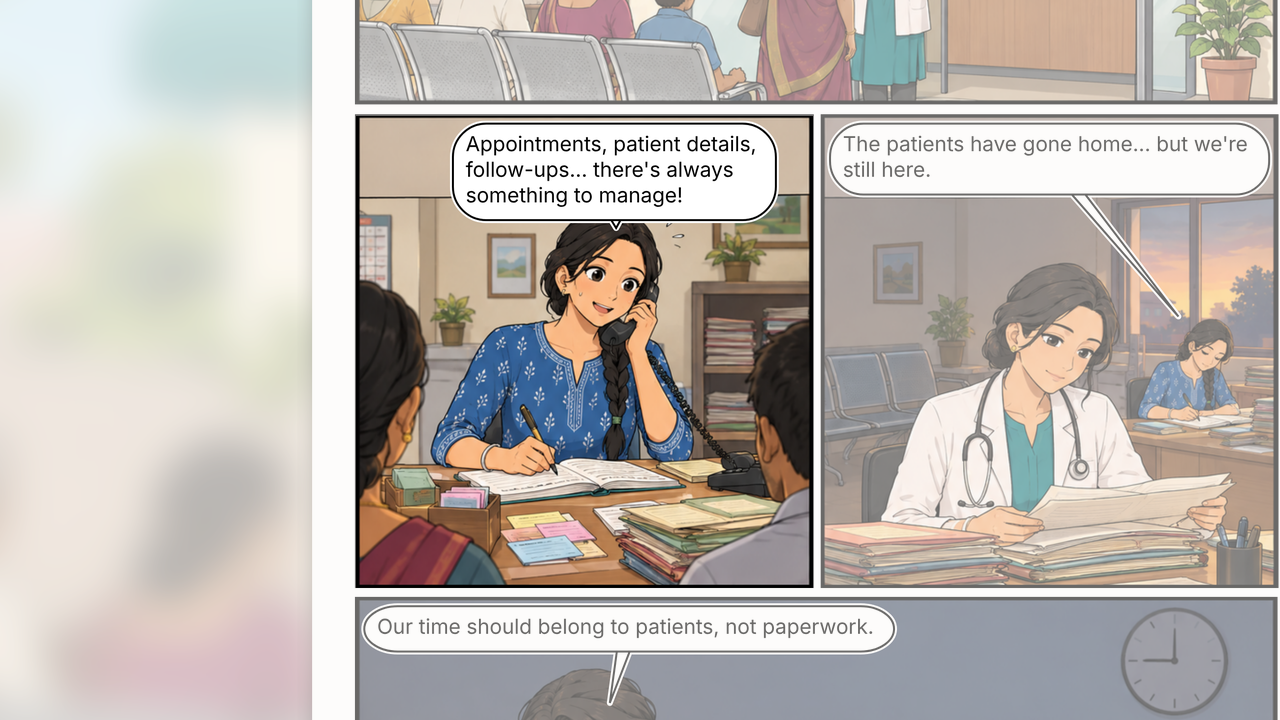 Appointments, patient details,
follow-ups... there's always
something to manage!
The patients have gone home... but we're
still here.
Our time should belong to patients, not paperwork.